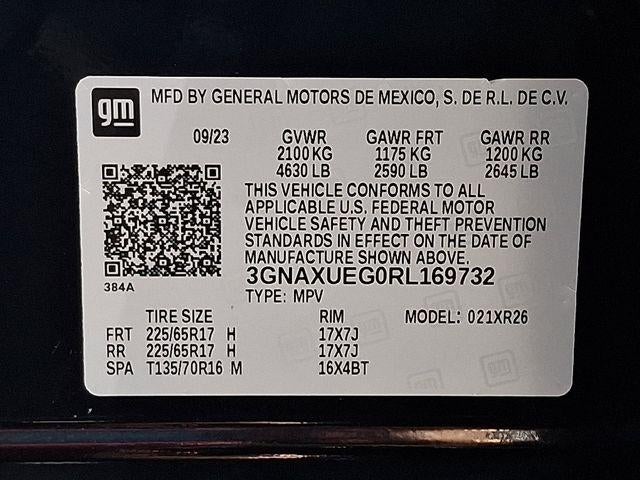 gm
MFD BY GENERAL MOTORS DE MEXICO, S. DE R.L. DE C.V.
09/23 GVWR GAWR FRT GAWR RR
2100 KG 1175 KG 1200 KG
4630 LB 2590 LB 2645 LB
THIS VEHICLE CONFORMS TO ALL
APPLICABLE U.S. FEDERAL MOTOR
VEHICLE SAFETY AND THEFT PREVENTION
STANDARDS IN EFFECT ON THE DATE OF
MANUFACTURE SHOWN ABOVE.
384A
3GNAXUEG0RL169732
TYPE: MPV
TIRE SIZE RIM MODEL: 021XR26
FRT 225/65R17 H 17X7J
RR 225/65R17 H 17X7J
SPA T135/70R16 M 16X4BT